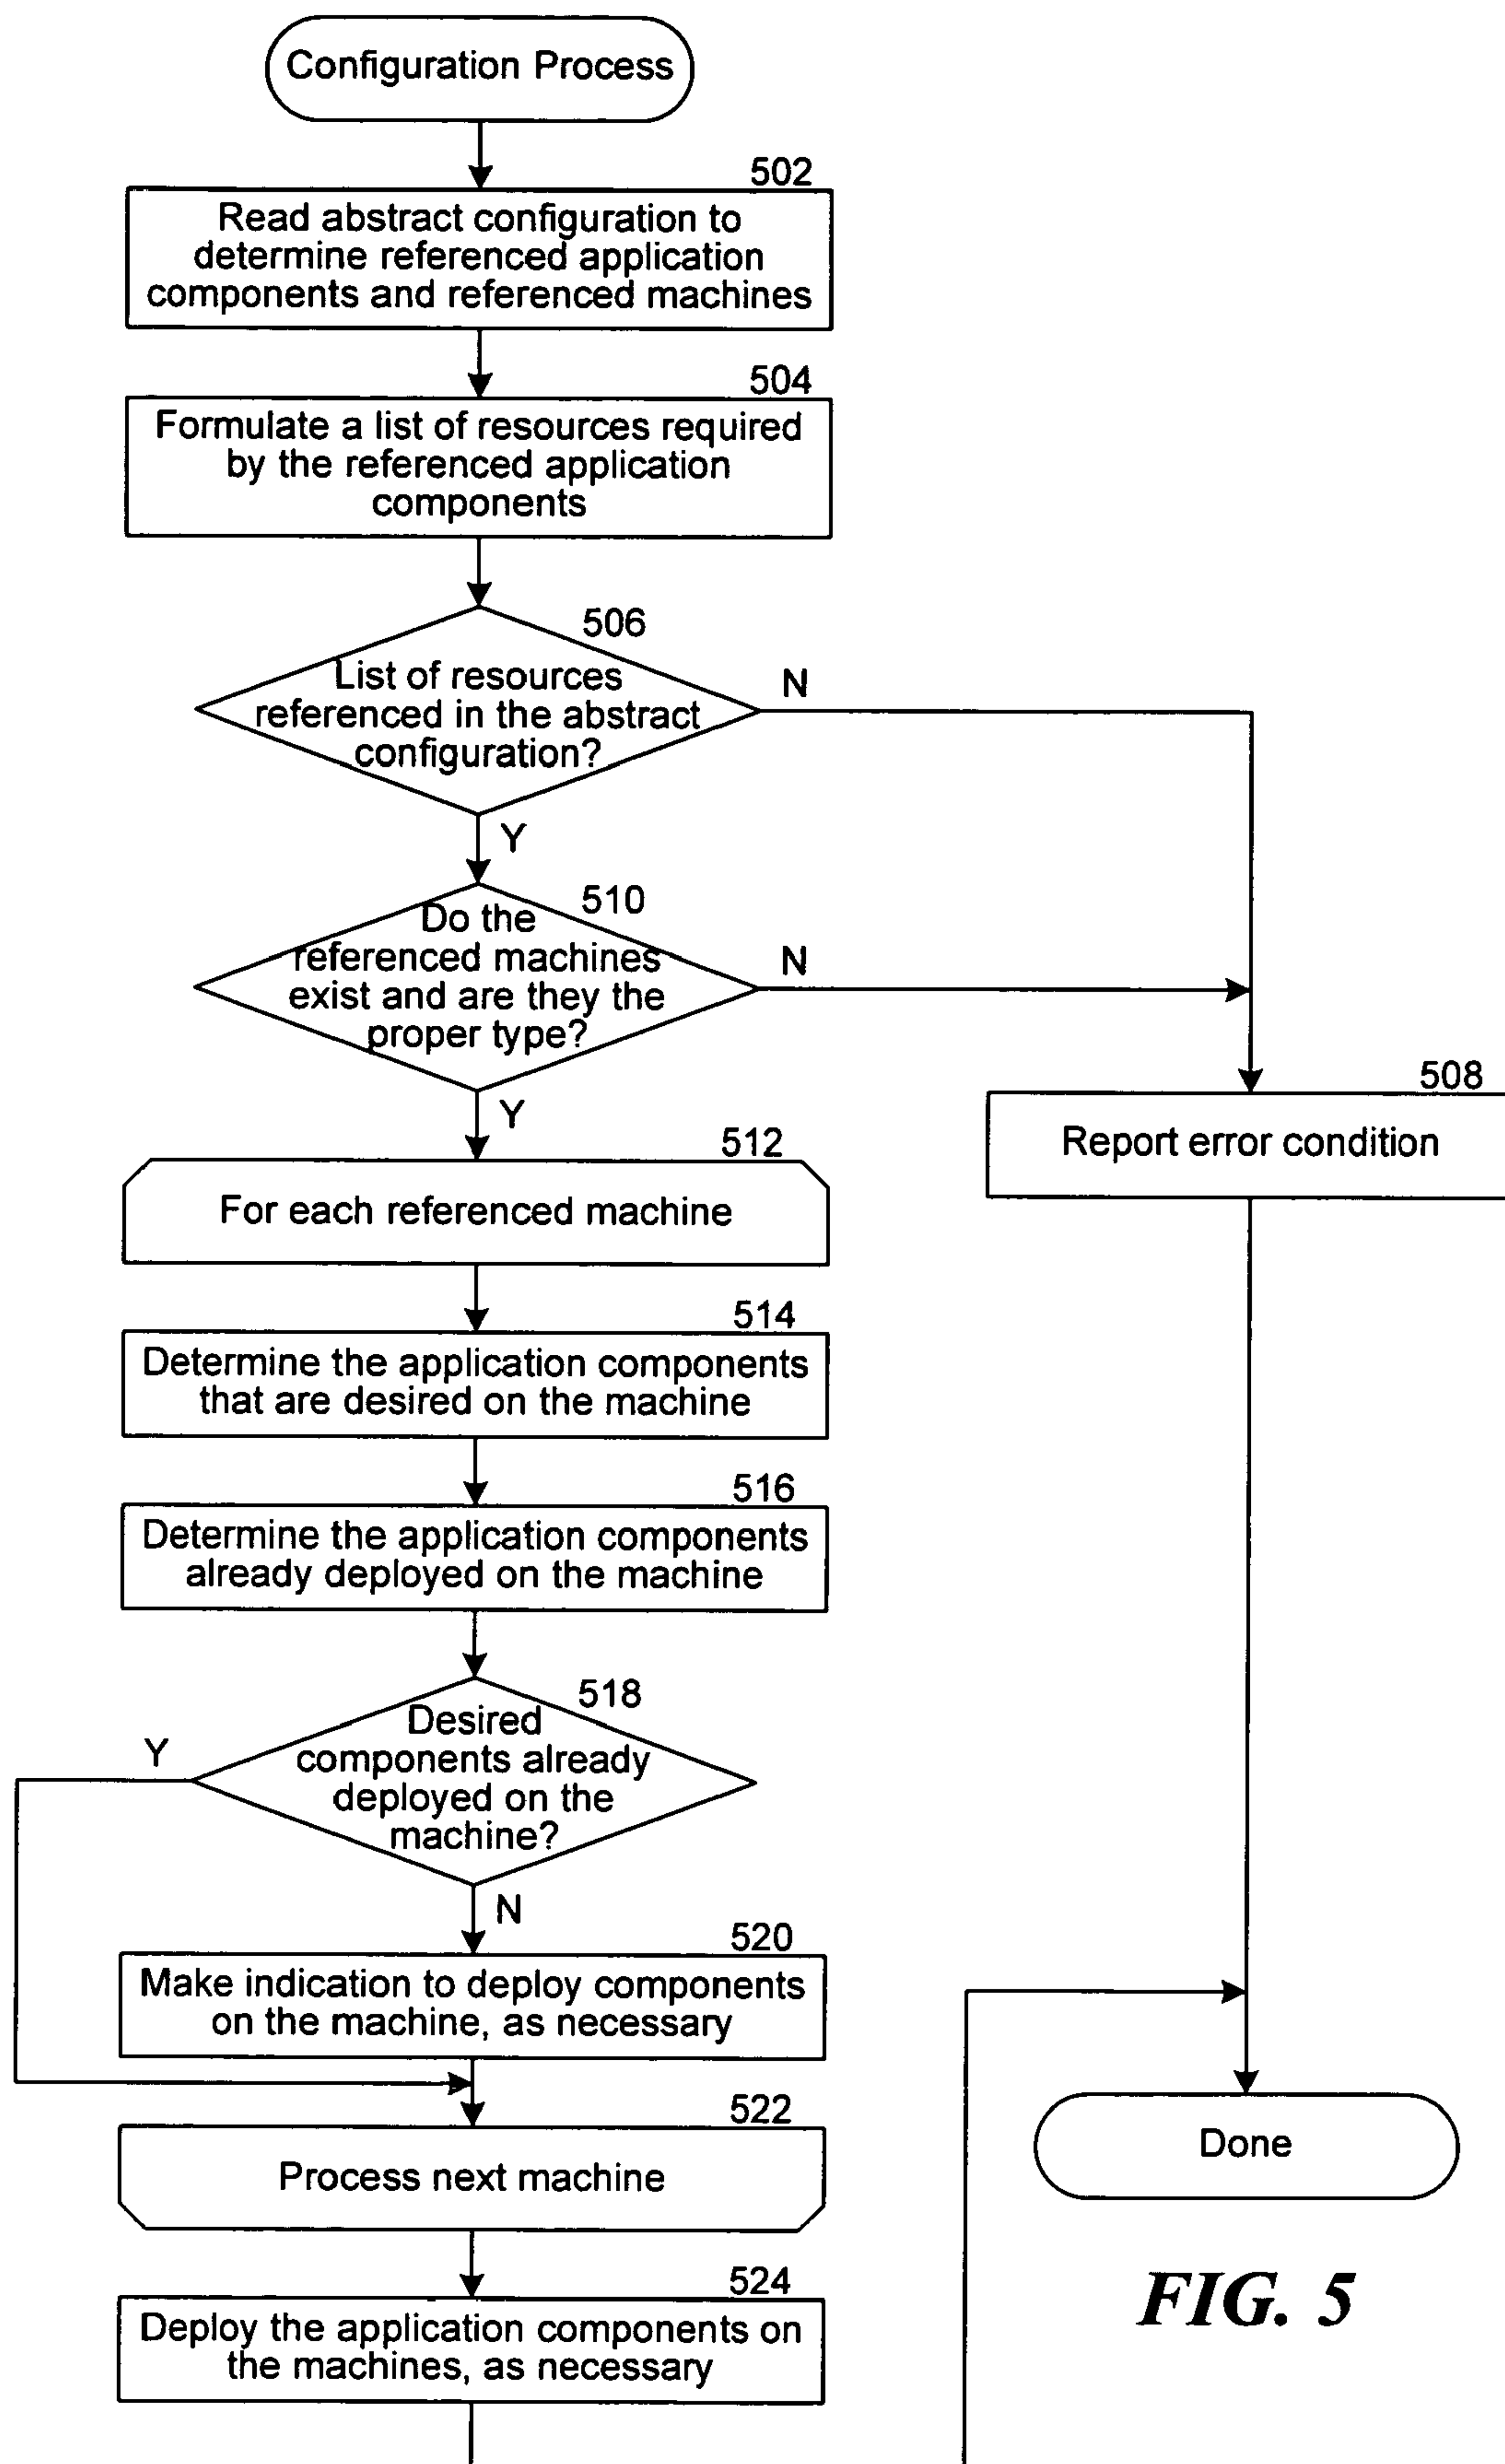 Configuration Process
502
Read abstract configuration to
determine referenced application
components and referenced machines
504
Formulate a list of resources required
by the referenced application
components
506
List of resources
referenced in the abstract
configuration?
N
Y
510
Do the
referenced machines
exist and are they the
proper type?
N
Y
508
Report error condition
512
For each referenced machine
514
Determine the application components
that are desired on the machine
516
Determine the application components
already deployed on the machine
518
Desired
components already
deployed on the
machine?
Y
N
520
Make indication to deploy components
on the machine, as necessary
522
Process next machine
Done
524
Deploy the application components on
the machines, as necessary
FIG. 5